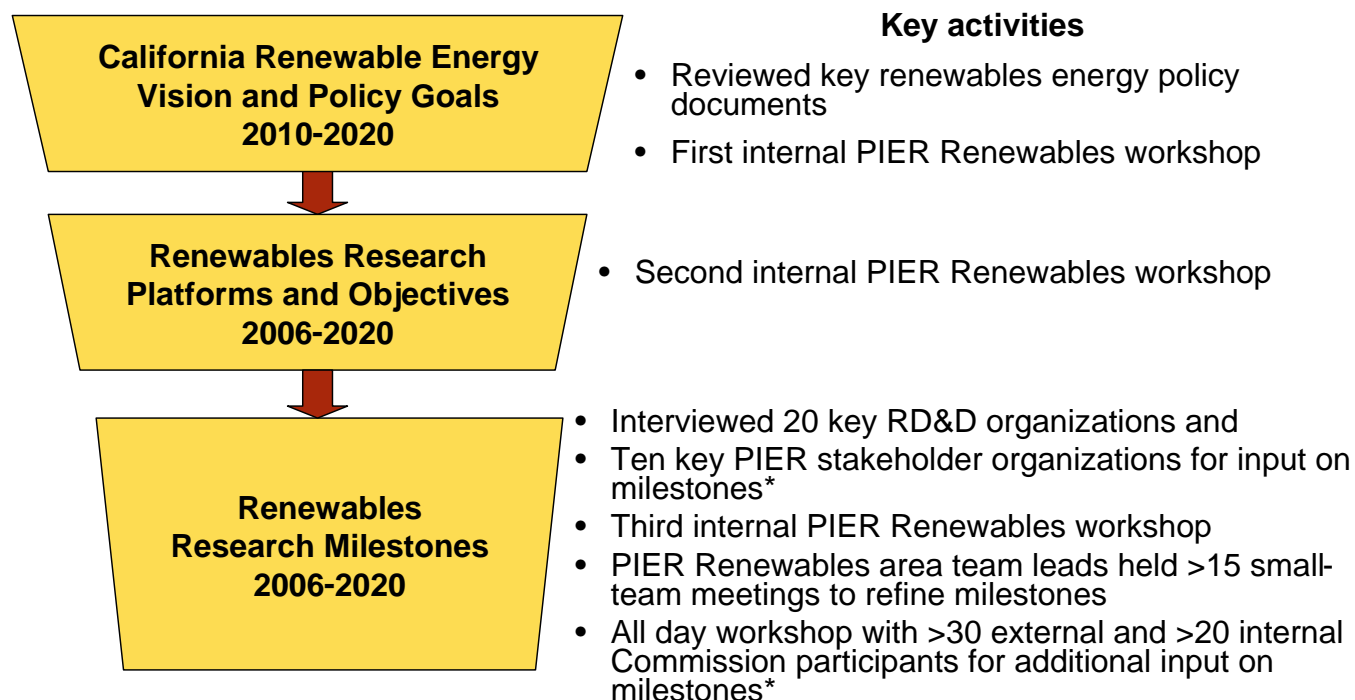 Key activities
California Renewable Energy
Vision and Policy Goals
2010-2020
• Reviewed key renewables energy policy
documents
• First internal PIER Renewables workshop
Renewables Research
Platforms and Objectives
2006-2020
• Second internal PIER Renewables workshop
Renewables
Research Milestones
2006-2020
• Interviewed 20 key RD&D organizations and
• Ten key PIER stakeholder organizations for input on
milestones*
• Third internal PIER Renewables workshop
• PIER Renewables area team leads held >15 small-
team meetings to refine milestones
• All day workshop with >30 external and >20 internal
Commission participants for additional input on
milestones*